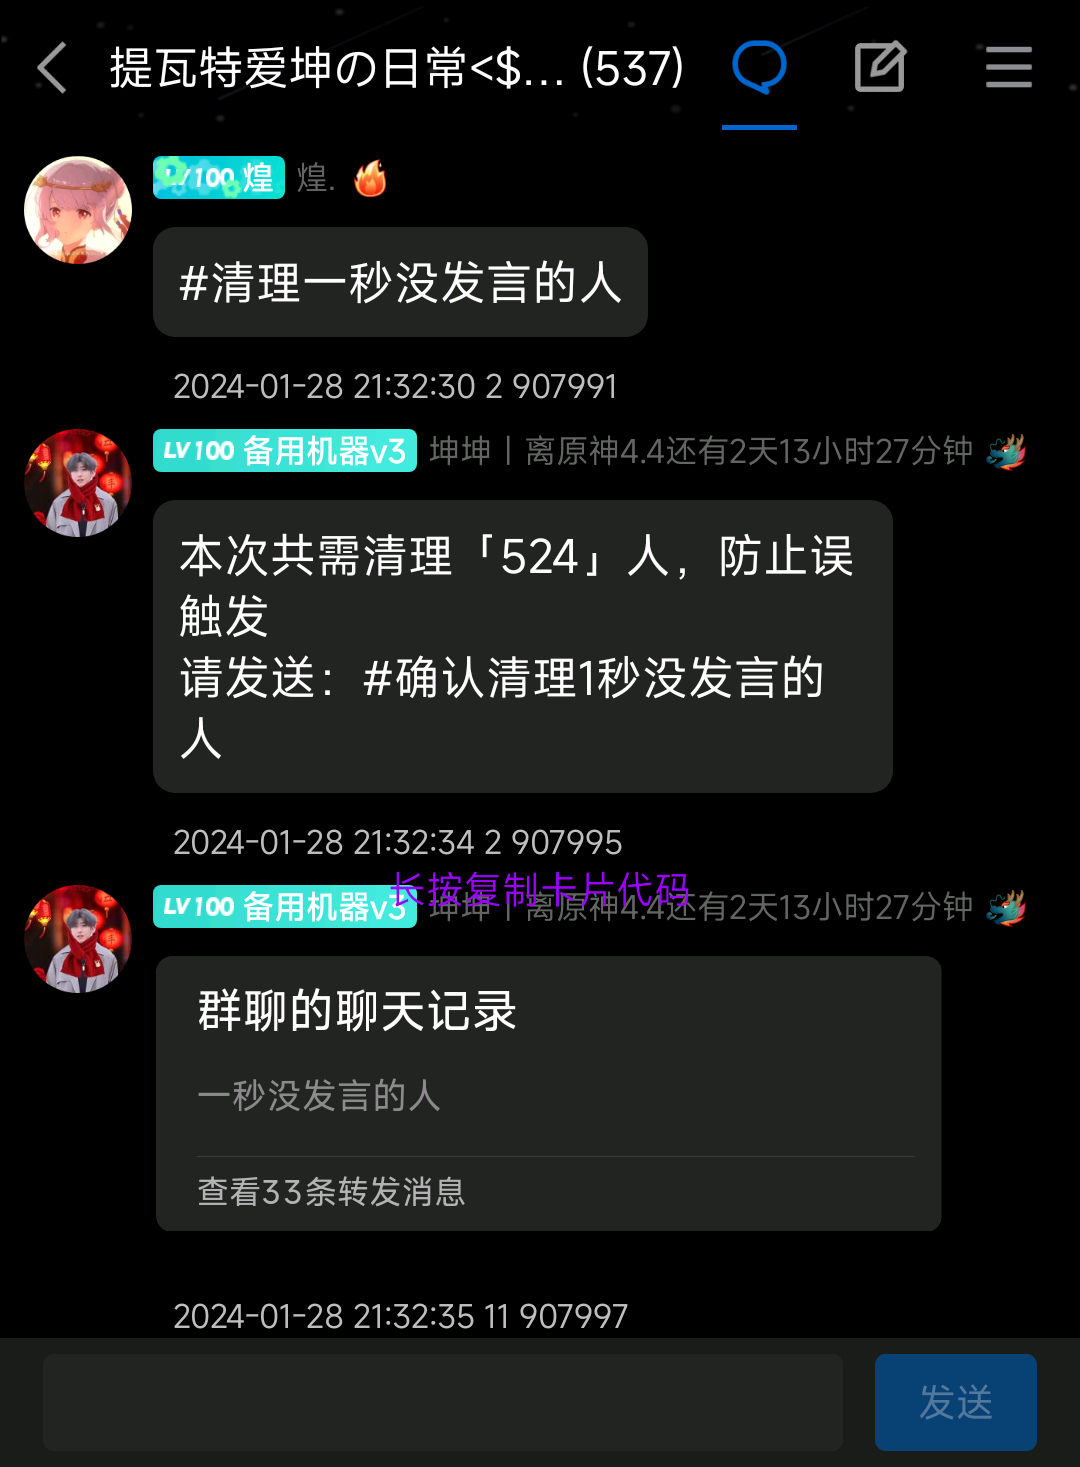 提瓦特爱坤の日常<$... (537)
LV100 煌 煌.
#清理一秒没发言的人
2024-01-28 21:32:30 2 907991
LV100 备用机器v3 坤坤丨离原神4.4还有2天13小时27分钟
本次共需清理「524」人，防止误
触发
请发送：#确认清理1秒没发言的
人
2024-01-28 21:32:34 2 907995
长按复制卡片代码
LV100 备用机器v3 坤坤丨离原神4.4还有2天13小时27分钟
群聊的聊天记录
一秒没发言的人
查看33条转发消息
2024-01-28 21:32:35 11 907997
发送